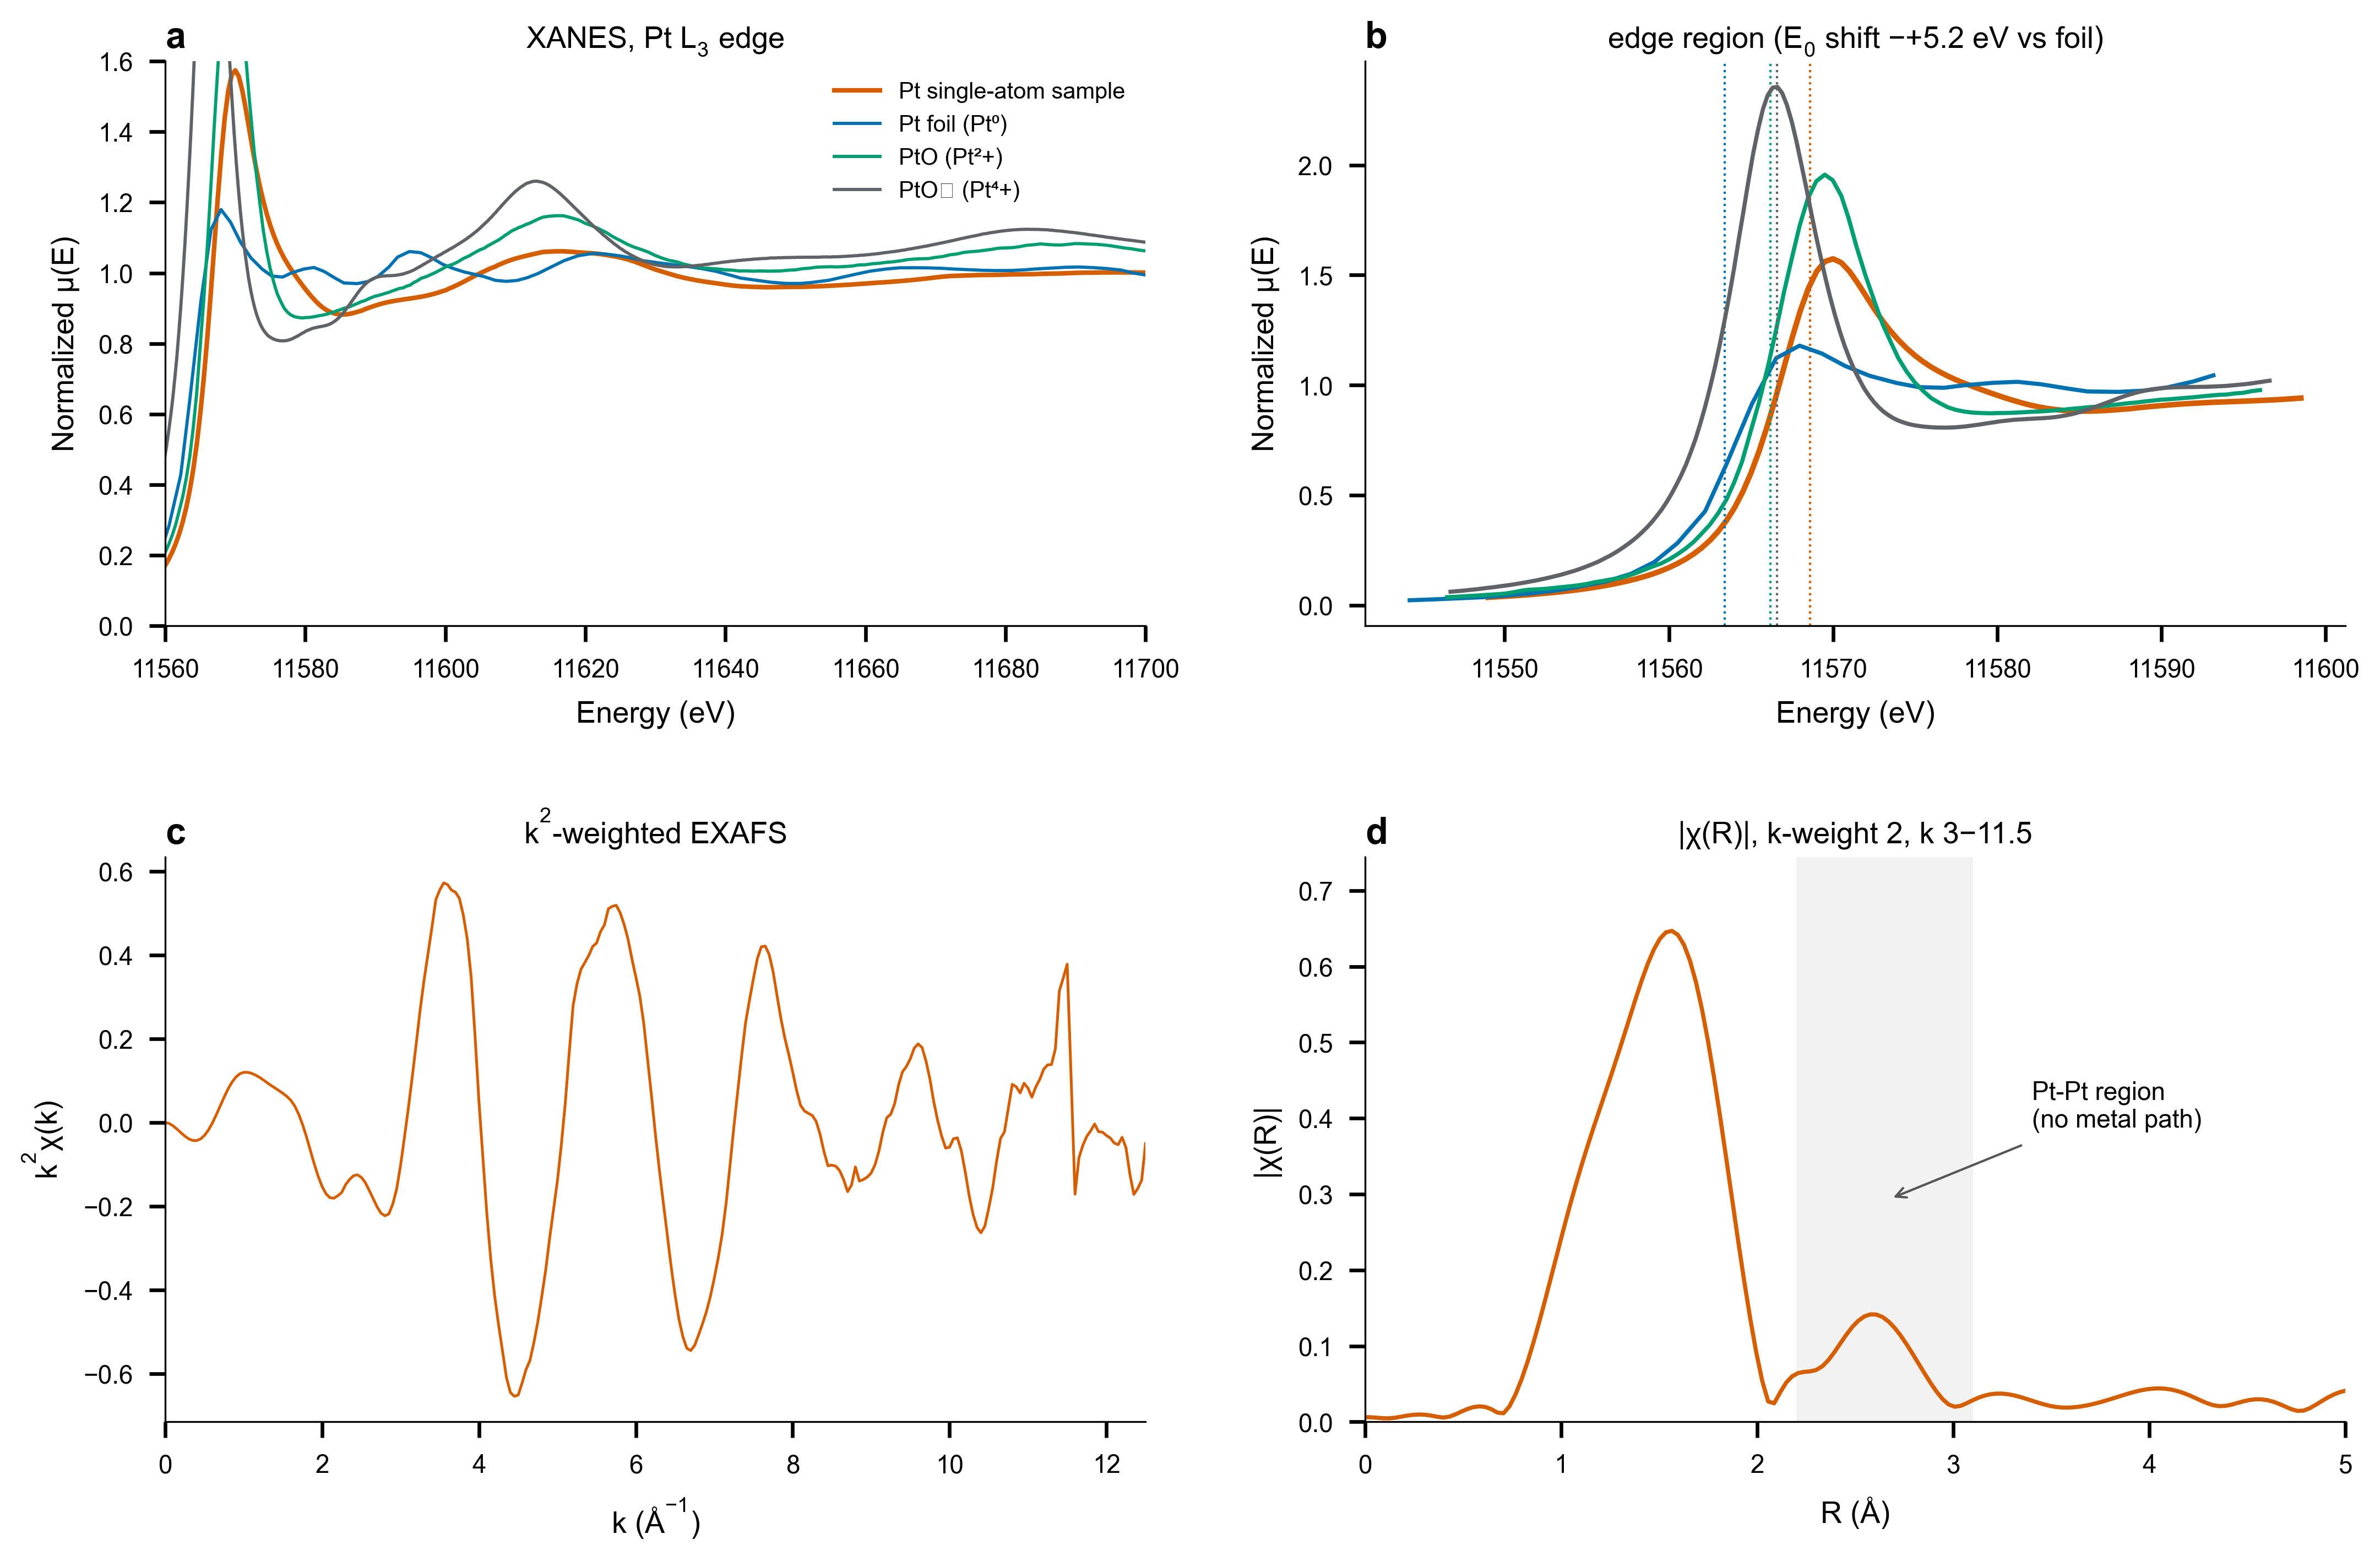 a
XANES, Pt L₃ edge
1.6
1.4
1.2
1.0
0.8
0.6
0.4
0.2
0.0
Normalized μ(E)
Pt single-atom sample
Pt foil (Pt⁰)
PtO (Pt²+)
PtO□ (Pt⁴+)
11560 11580 11600 11620 11640 11660 11680 11700
Energy (eV)
b
edge region (E₀ shift −+5.2 eV vs foil)
2.0
1.5
1.0
0.5
0.0
Normalized μ(E)
11550 11560 11570 11580 11590 11600
Energy (eV)
c
k²-weighted EXAFS
0.6
0.4
0.2
0.0
−0.2
−0.4
−0.6
k²χ(k)
0 2 4 6 8 10 12
k (Å⁻¹)
d
|χ(R)|, k-weight 2, k 3−11.5
0.7
0.6
0.5
0.4
0.3
0.2
0.1
0.0
|χ(R)|
Pt-Pt region
(no metal path)
0 1 2 3 4 5
R (Å)